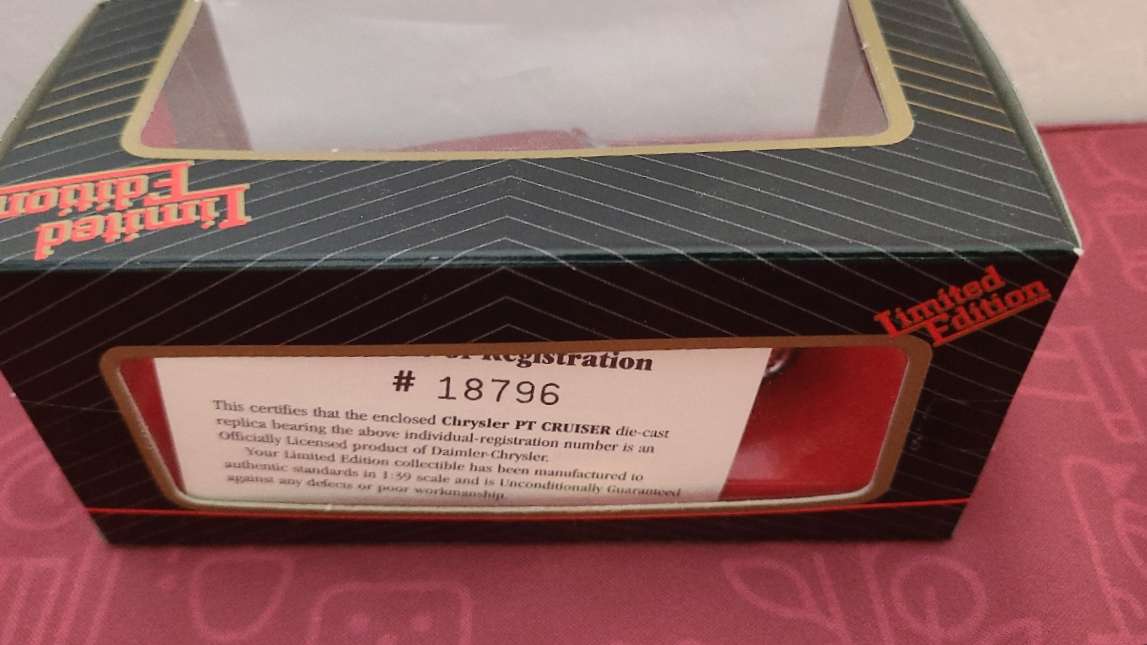 Limited
Edition
Limited
Edition
Registration
# 18796
This certifies that the enclosed Chrysler PT CRUISER die-cast
replica bearing the above individual-registration number is an
Officially Licensed product of Daimler-Chrysler.
Your Limited Edition collectible has been manufactured to
authentic standards in 1:39 scale and is Unconditionally Guaranteed
against any defects or poor workmanship.